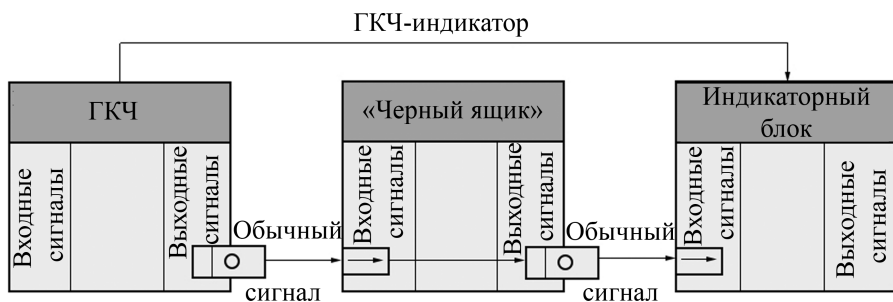 ГКЧ-индикатор
ГКЧ
«Черный ящик»
Индикаторный
блок
Входные
сигналы
Выходные
сигналы
Обычный
сигнал
Входные
сигналы
Выходные
сигналы
Обычный
сигнал
Входные
сигналы
Выходные
сигналы